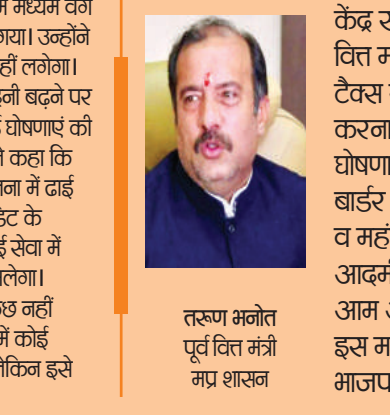 म मध्यम वर्ग
गया। उन्होंने
हीं लगेगा।
नी बढ़ने पर
घोषणाएं की
कहा कि
ना में ढाई
डिट के
ई सेवा में
लेगा।
छ नहीं
में कोई
लेकिन इसे
तरूण भनोत
पूर्व वित्त मंत्री
मप्र शासन
केंद्र
वित्त
टैक्स
करना
घोषणा
बार्डर
व
आदमी
आम
इस
भाजप